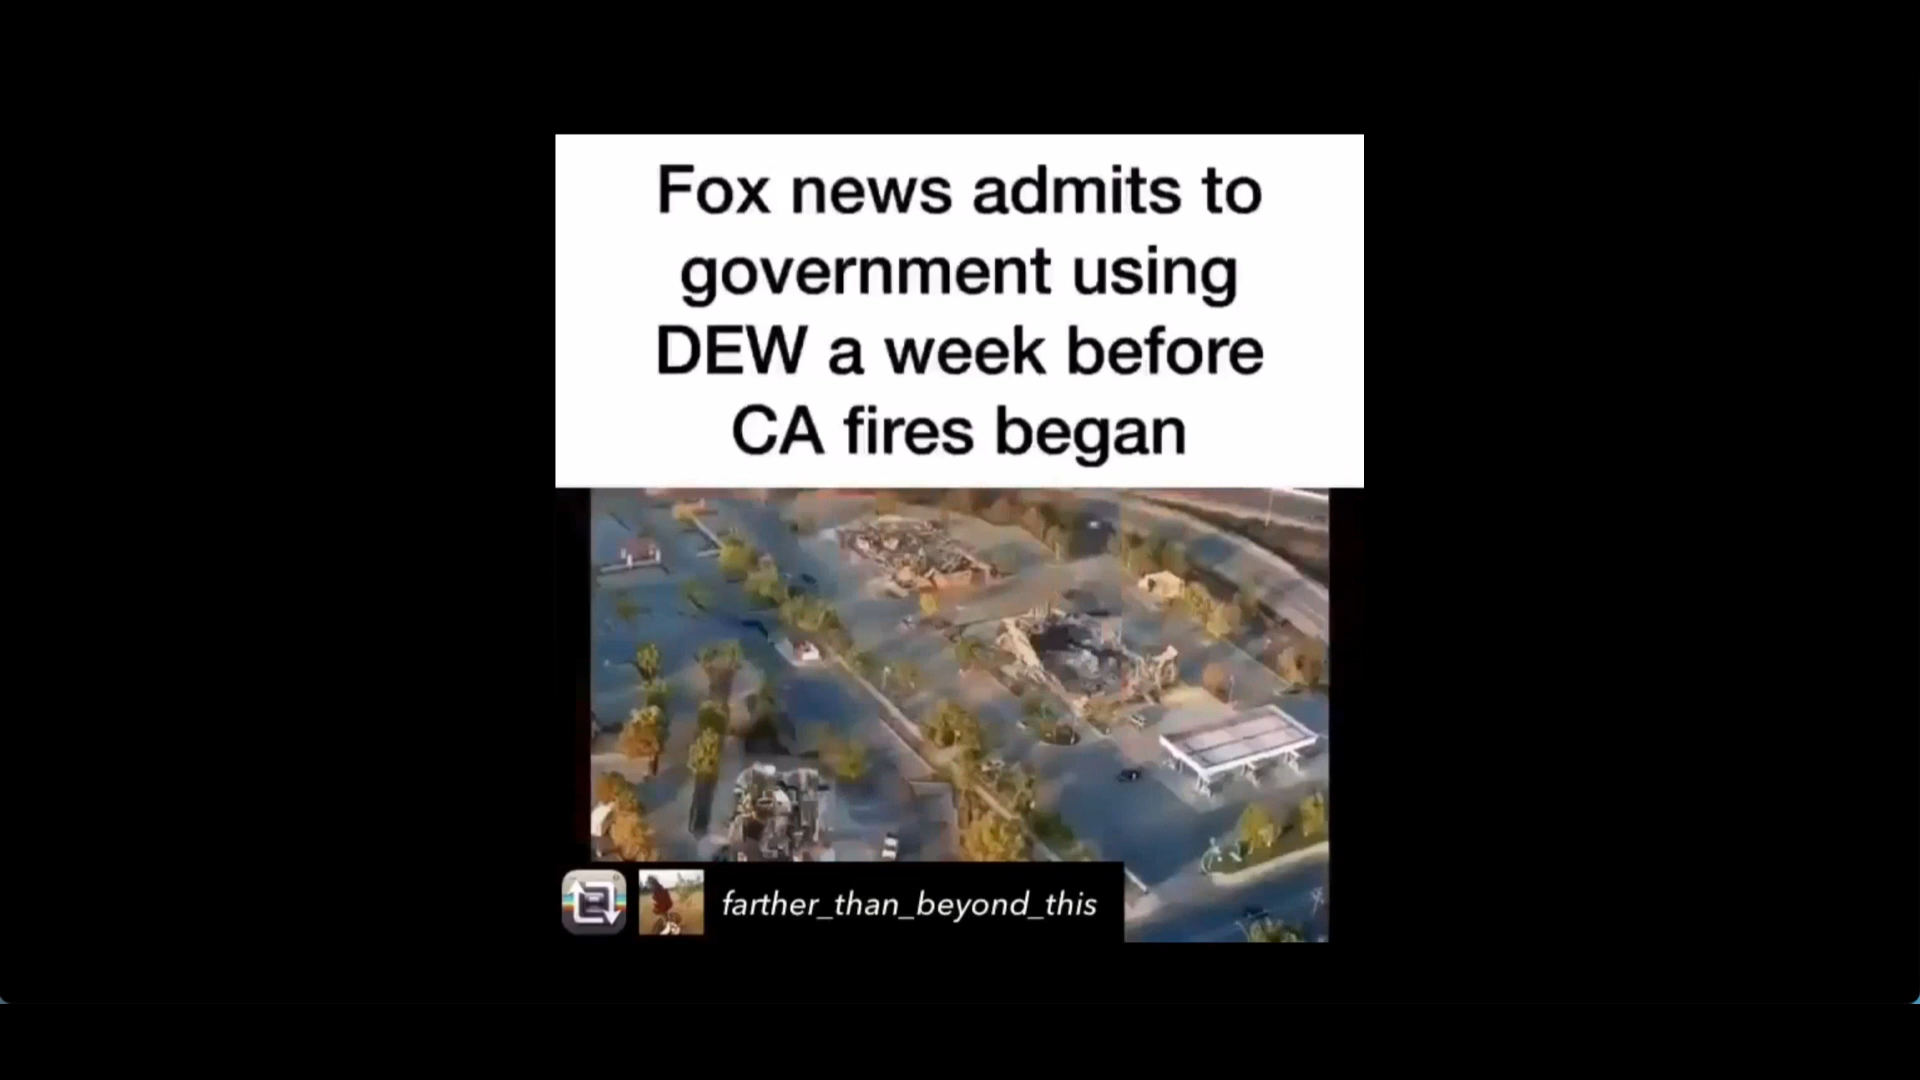 Fox news admits to
government using
DEW a week before
CA fires began
farther_than_beyond_this